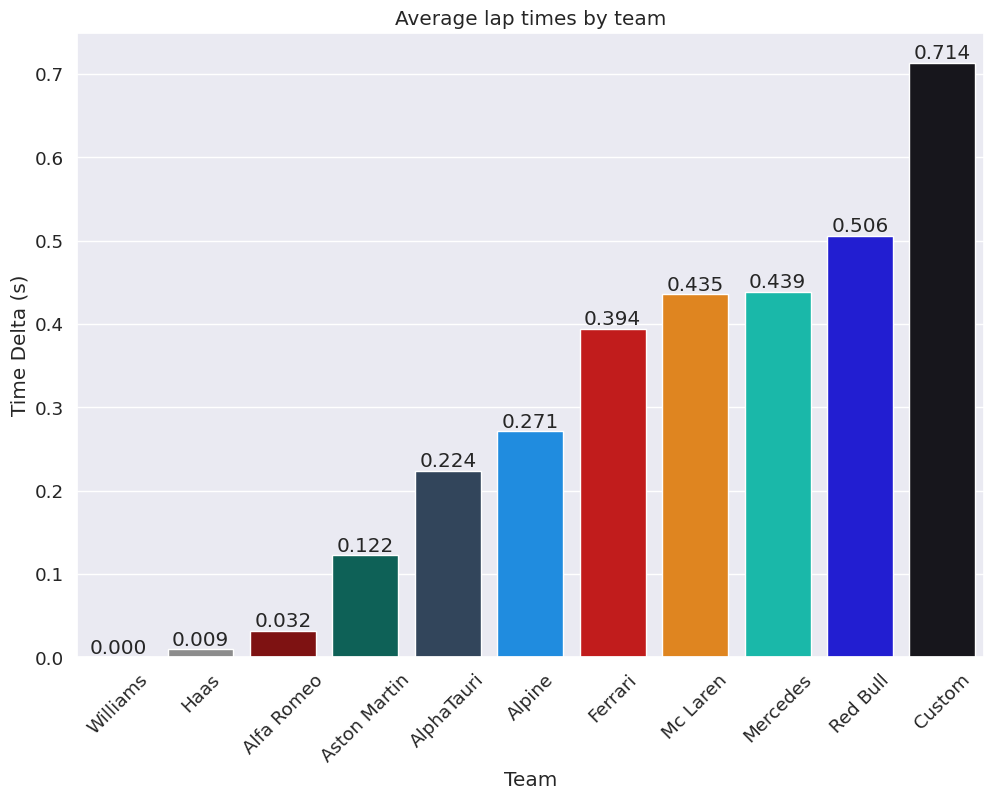 Average lap times by team
Time Delta (s)
0.7
0.6
0.5
0.4
0.3
0.2
0.1
0.0
0.000
0.009
0.032
0.122
0.224
0.271
0.394
0.435
0.439
0.506
0.714
Williams
Haas
Alfa Romeo
Aston Martin
AlphaTauri
Alpine
Ferrari
Mc Laren
Mercedes
Red Bull
Custom
Team